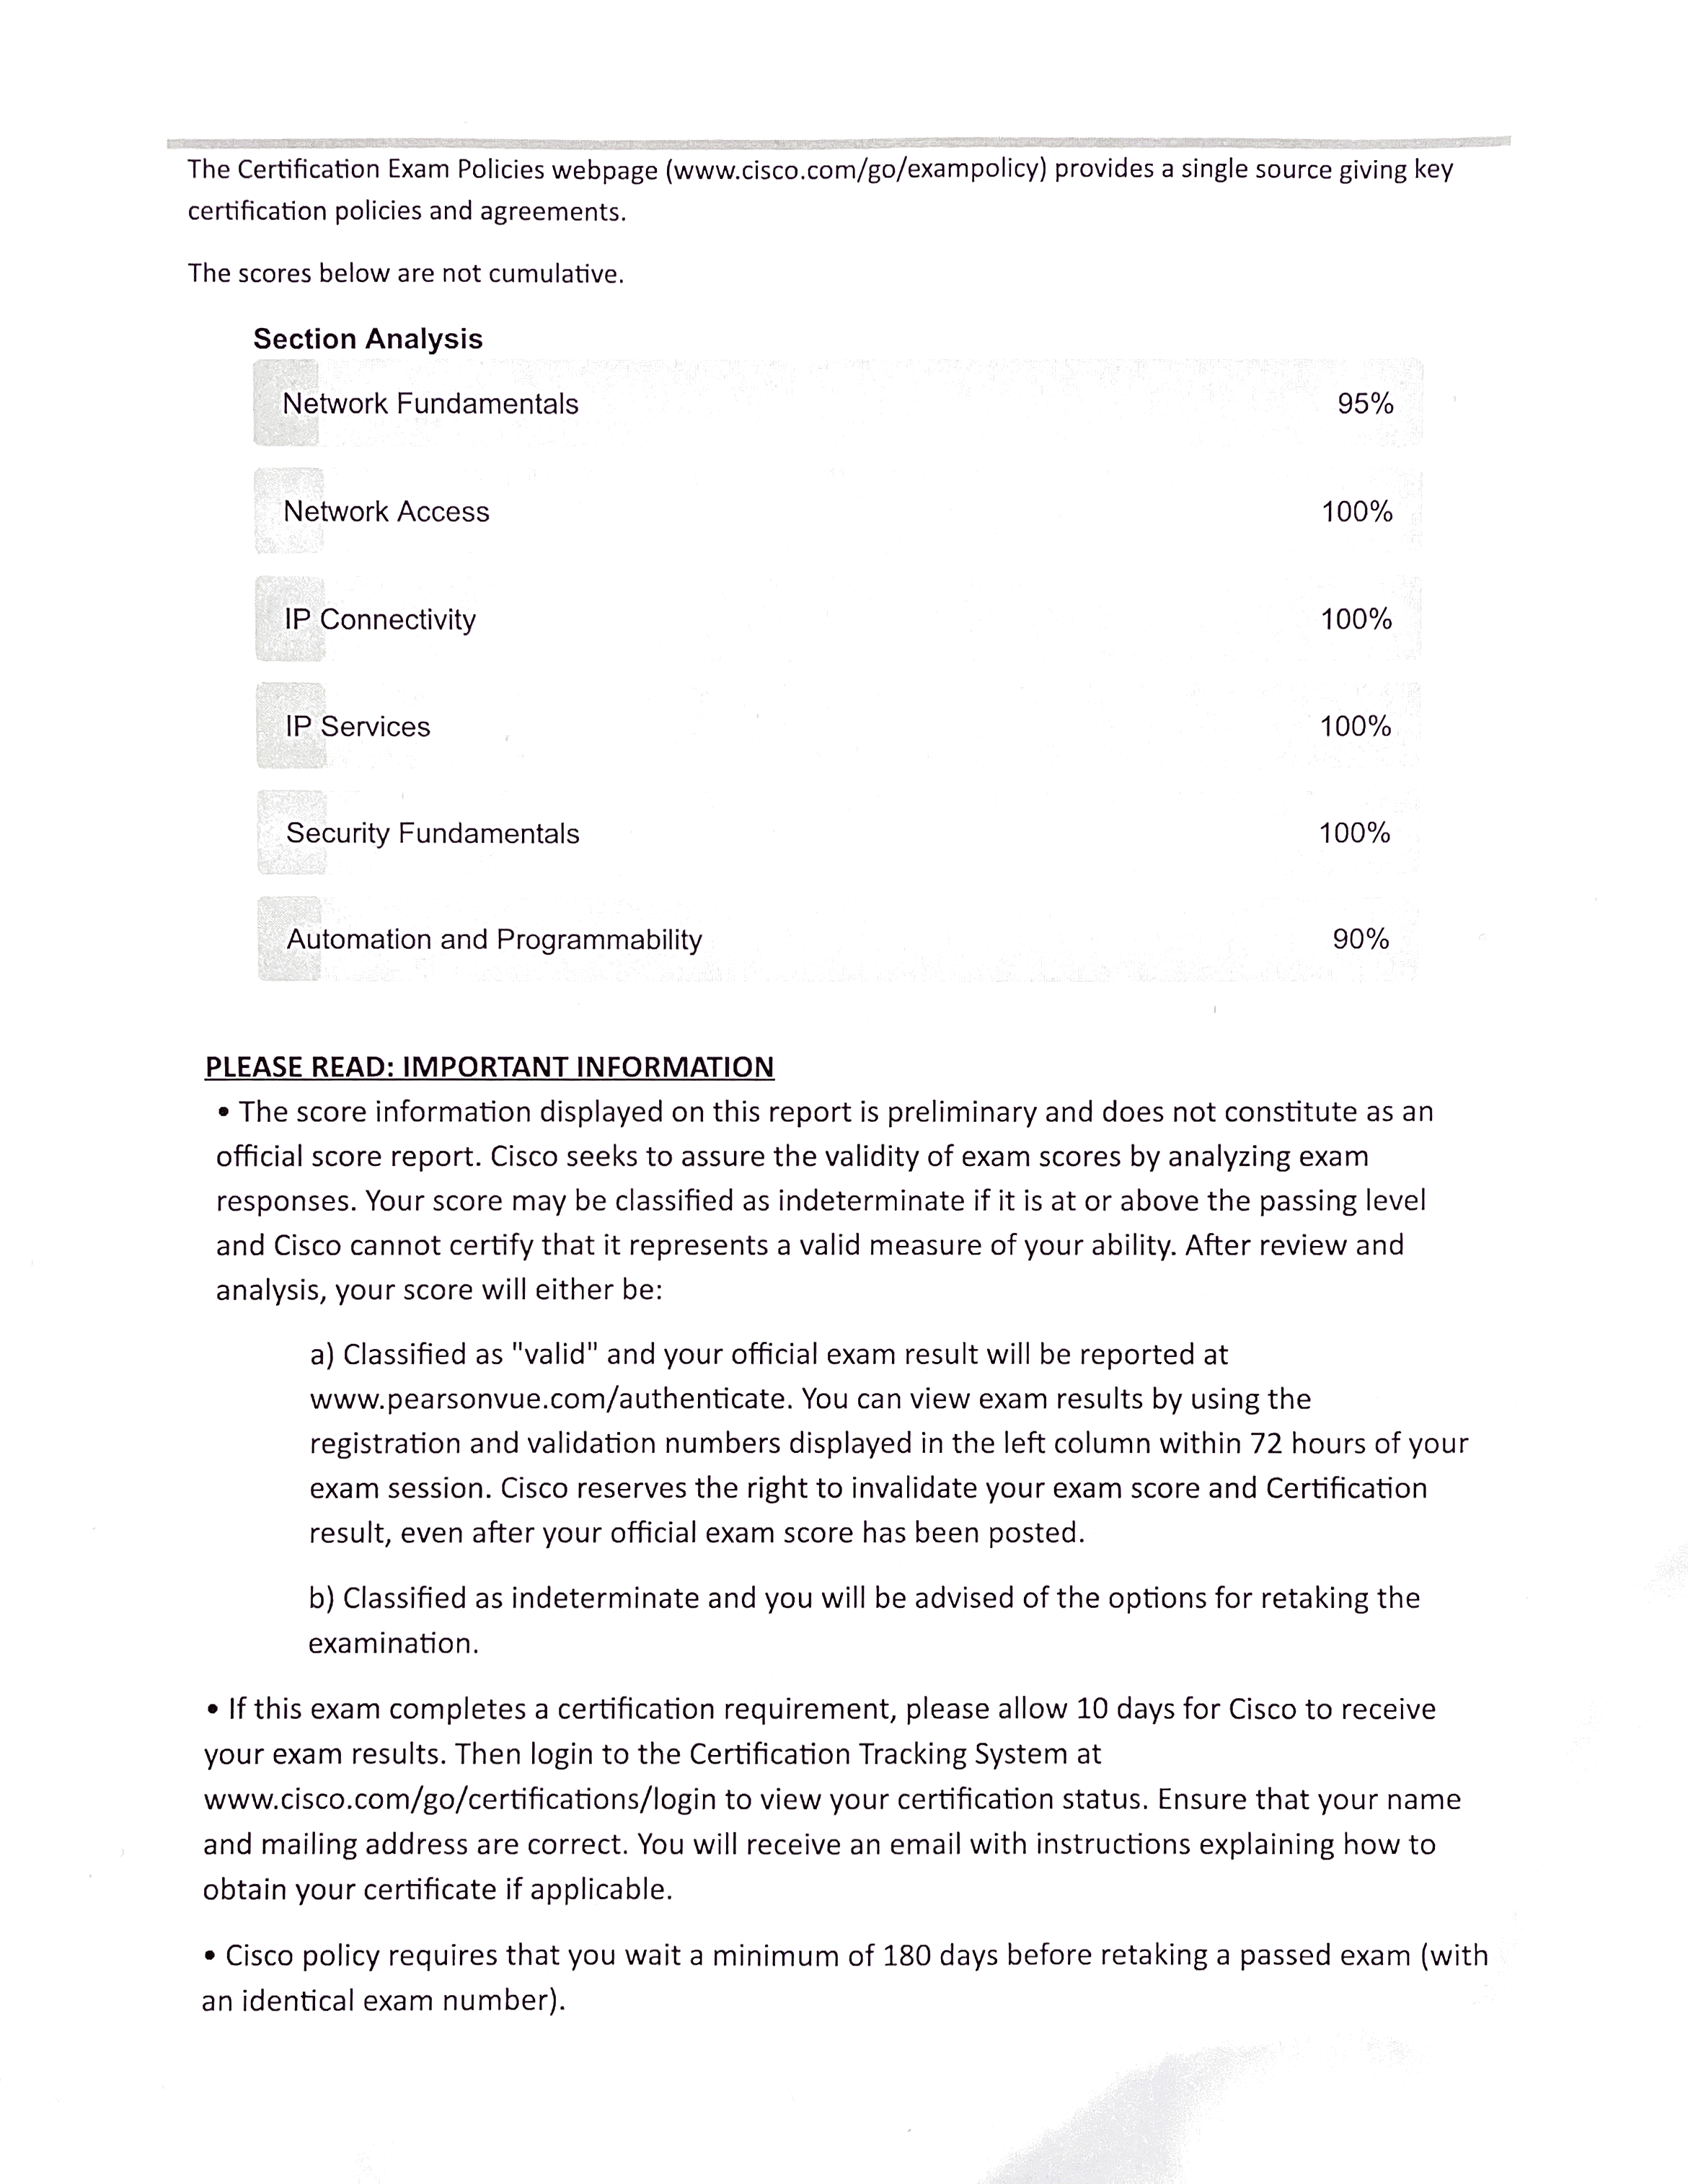 The Certification Exam Policies webpage (www.cisco.com/go/exampolicy) provides a single source giving key
certification policies and agreements.
The scores below are not cumulative.
Section Analysis
Network Fundamentals 95%
Network Access 100%
IP Connectivity 100%
IP Services 100%
Security Fundamentals 100%
Automation and Programmability 90%
PLEASE READ: IMPORTANT INFORMATION
• The score information displayed on this report is preliminary and does not constitute as an
official score report. Cisco seeks to assure the validity of exam scores by analyzing exam
responses. Your score may be classified as indeterminate if it is at or above the passing level
and Cisco cannot certify that it represents a valid measure of your ability. After review and
analysis, your score will either be:
a) Classified as "valid" and your official exam result will be reported at
www.pearsonvue.com/authenticate. You can view exam results by using the
registration and validation numbers displayed in the left column within 72 hours of your
exam session. Cisco reserves the right to invalidate your exam score and Certification
result, even after your official exam score has been posted.
b) Classified as indeterminate and you will be advised of the options for retaking the
examination.
• If this exam completes a certification requirement, please allow 10 days for Cisco to receive
your exam results. Then login to the Certification Tracking System at
www.cisco.com/go/certifications/login to view your certification status. Ensure that your name
and mailing address are correct. You will receive an email with instructions explaining how to
obtain your certificate if applicable.
• Cisco policy requires that you wait a minimum of 180 days before retaking a passed exam (with
an identical exam number).